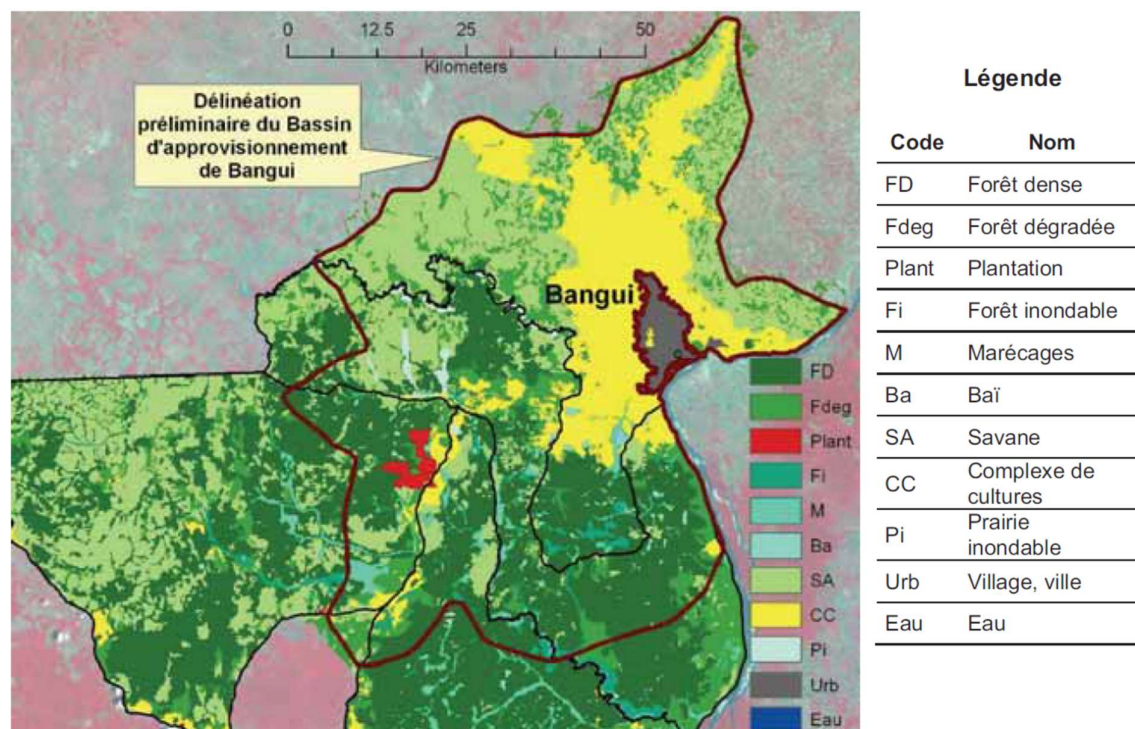 0 12.5 25 50
Kilometers
Délinéation
préliminaire du Bassin
d'approvisionnement
de Bangui
Bangui
FD
Fdeg
Plant
Fi
M
Ba
SA
CC
Pi
Urb
Eau
Légende
Code Nom
FD Forêt dense
Fdeg Forêt dégradée
Plant Plantation
Fi Forêt inondable
M Marécages
Ba Baï
SA Savane
CC Complexe de
cultures
Pi Prairie
inondable
Urb Village, ville
Eau Eau